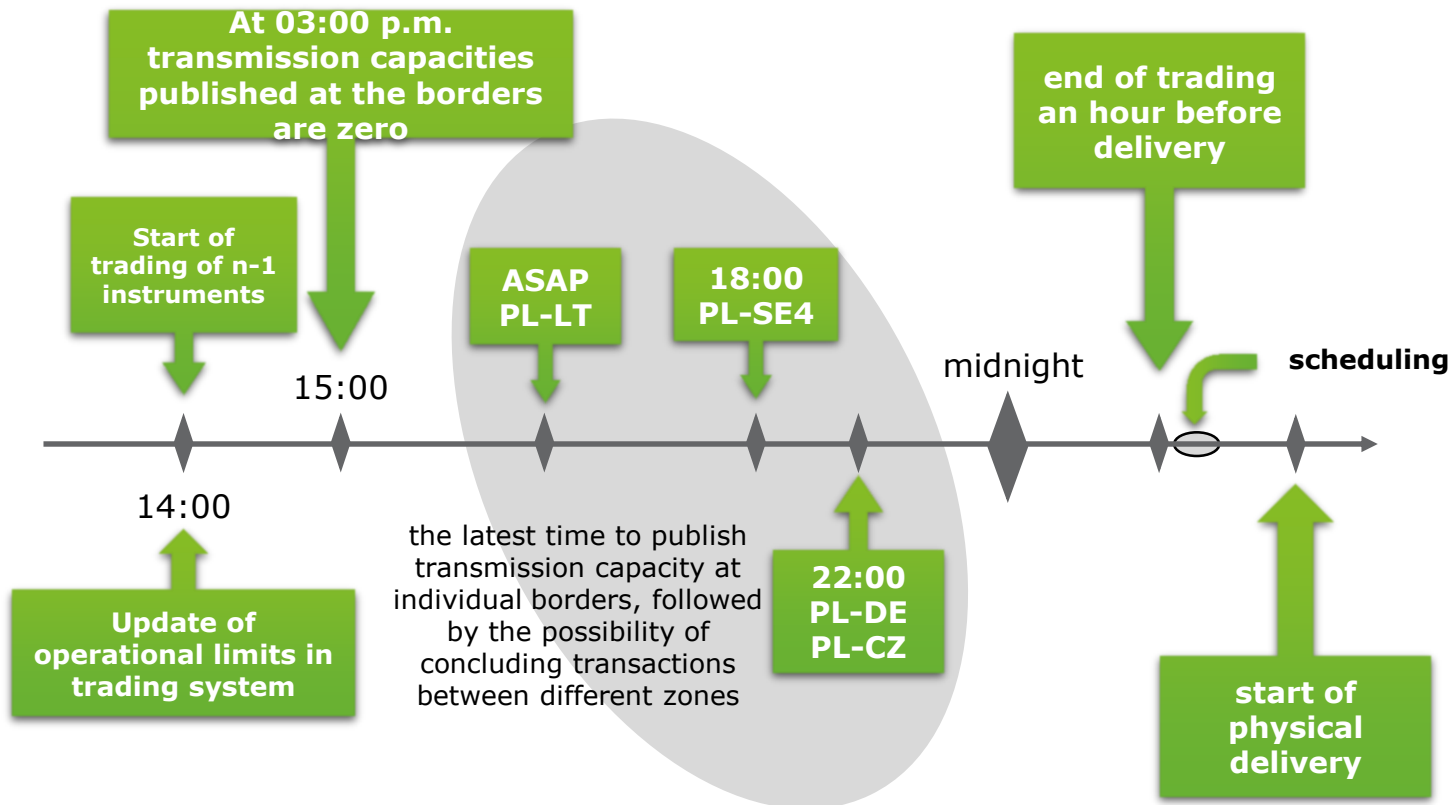 At 03:00 p.m.
transmission capacities
published at the borders
are zero
end of trading
an hour before
delivery
Start of
trading of n-1
instruments
ASAP
PL-LT
18:00
PL-SE4
midnight
scheduling
15:00
14:00
Update of
operational limits in
trading system
the latest time to publish
transmission capacity at
individual borders, followed
by the possibility of
concluding transactions
between different zones
22:00
PL-DE
PL-CZ
start of
physical
delivery